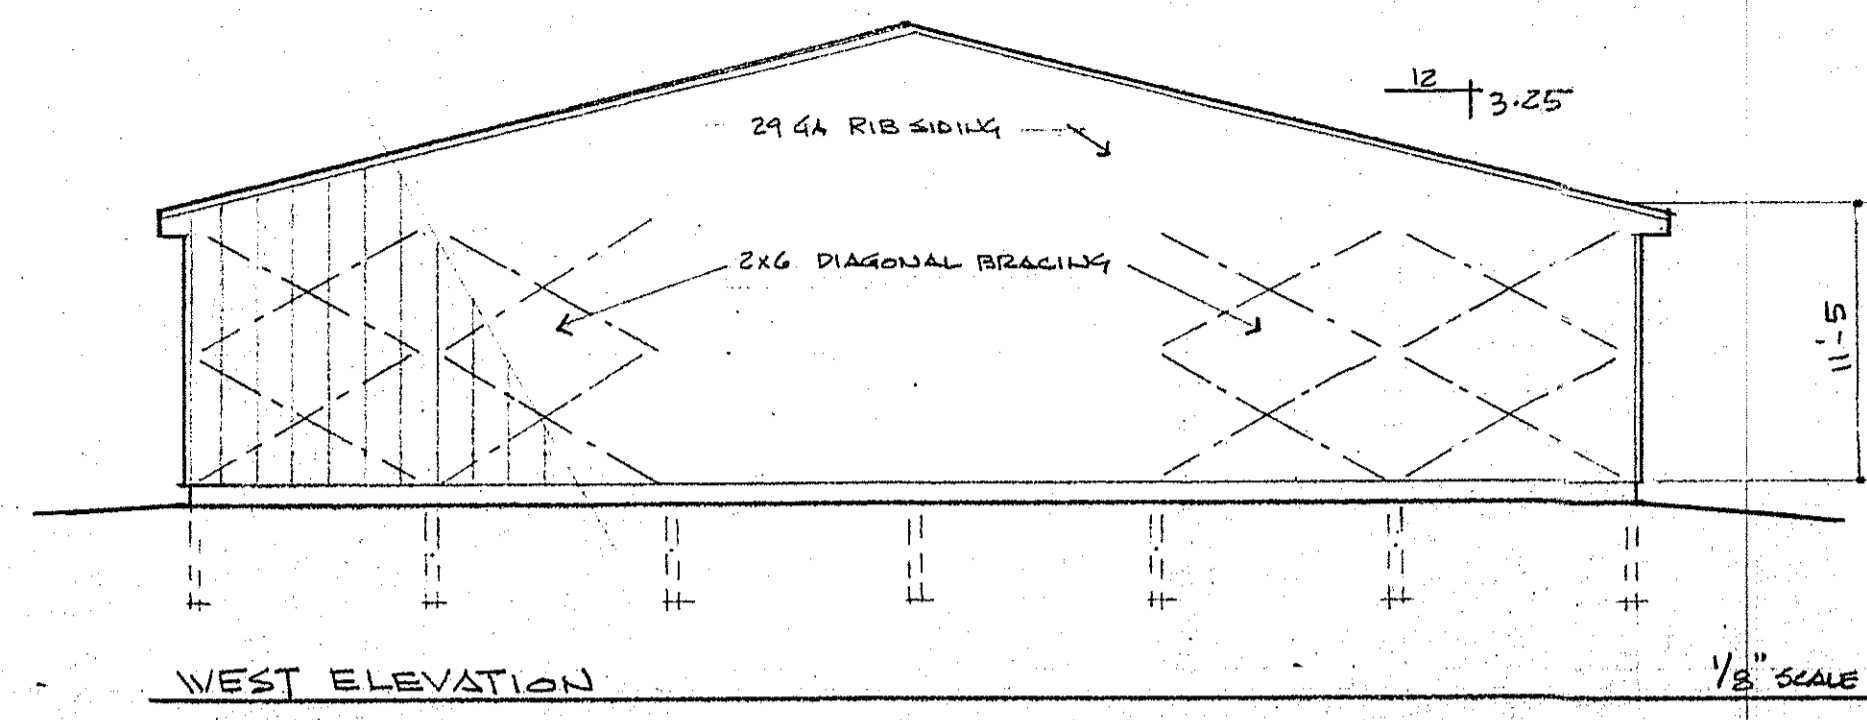 12
3.25
29 GA RIB SIDING
2X6 DIAGONAL BRACING
11'-5
WEST ELEVATION
1/8" SCALE